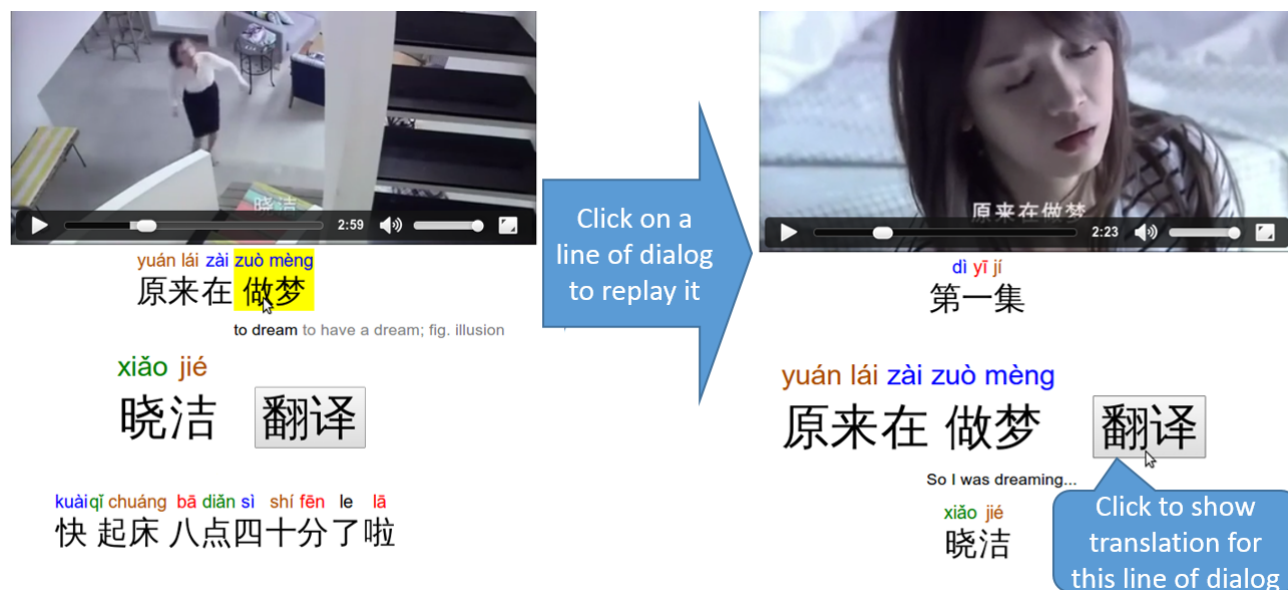 晓洁
2:59
yuán lái zài zuò mèng
原来在 做梦
to dream to have a dream; fig. illusion
xiǎo jié
晓洁 翻译
kuài qǐ chuáng bā diǎn sì shí fēn le lā
快 起床 八点四十分了啦
Click on a
line of dialog
to replay it
原来在做梦
2:23
dì yī jí
第一集
yuán lái zài zuò mèng
原来在 做梦 翻译
So I was dreaming...
xiǎo jié
晓洁
Click to show
translation for
this line of dialog